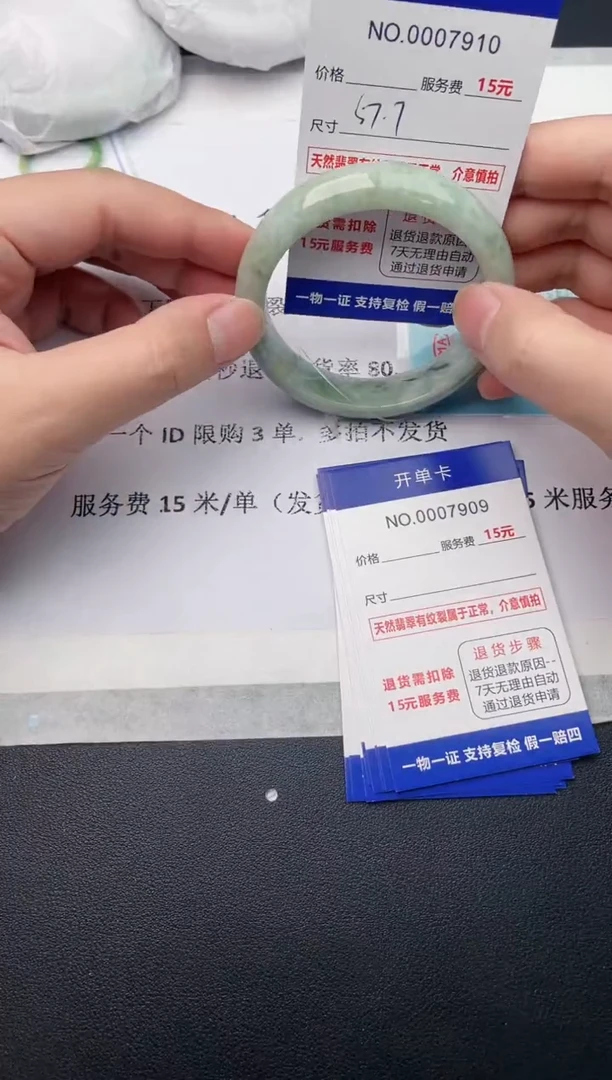 NO.0007910
价格 服务费 15元
尺寸 57.7
天然翡 介意慎拍
需扣除
15元服务费
退货退款原因
7天无理由自动
通过退货申请
一物一证 支持复检 假一赔
货率 80
一个 ID 限购 3 单，多拍不发货
服务费 15 米/单（发 5 米服务
开单卡
NO.0007909
价格 服务费 15元
尺寸
天然翡翠有纹裂属于正常，介意慎拍
退货需扣除
15元服务费
退货步骤
退货退款原因--
7天无理由自动
通过退货申请
一物一证 支持复检 假一赔四